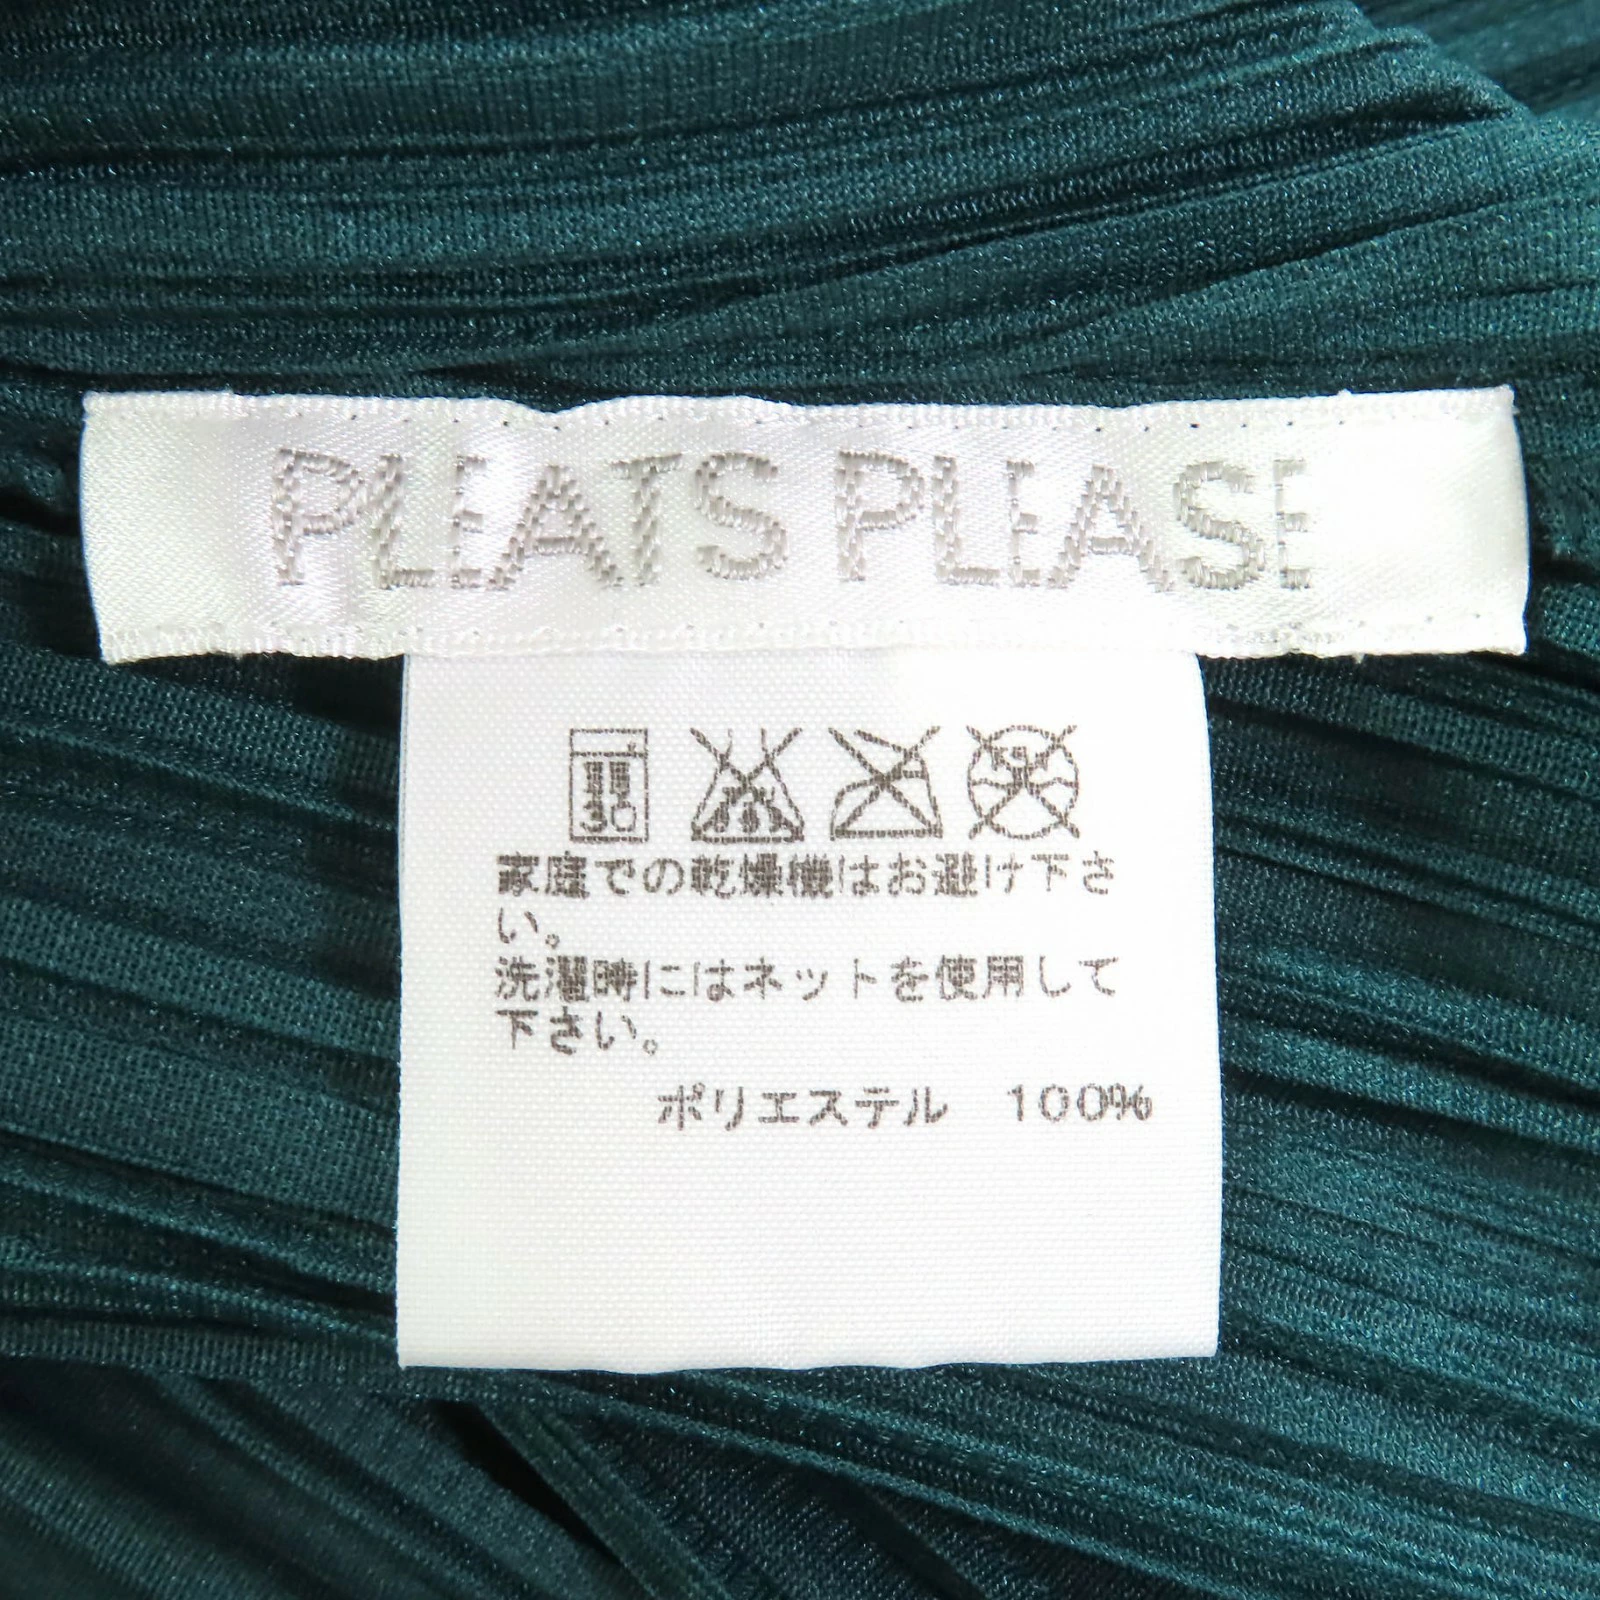 PLEATS PLEASE
弱 30
家庭での乾燥機はお避け下さ
い。
洗濯時にはネットを使用して
下さい。
ポリエステル 100%